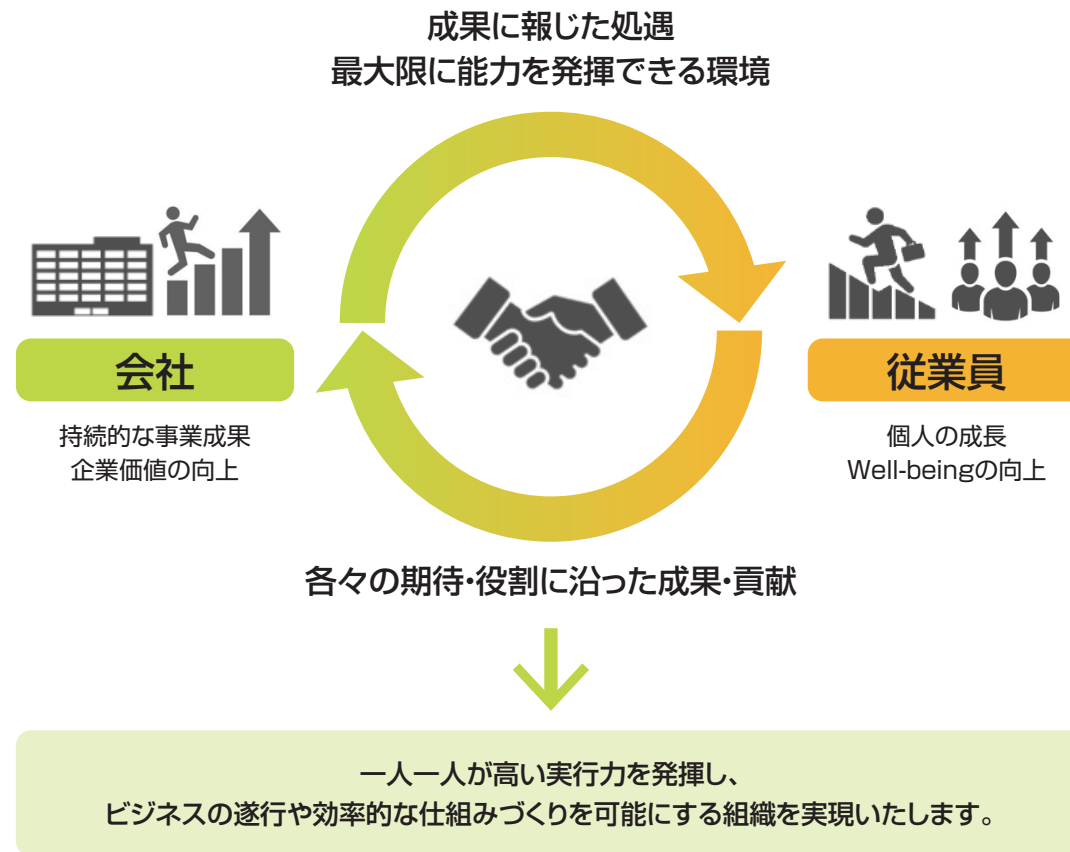 成果に報じた処遇
最大限に能力を発揮できる環境
会社
持続的な事業成果
企業価値の向上
従業員
個人の成長
Well-beingの向上
各々の期待・役割に沿った成果・貢献
一人一人が高い実行力を発揮し、
ビジネスの遂行や効率的な仕組みづくりを可能にする組織を実現いたします。